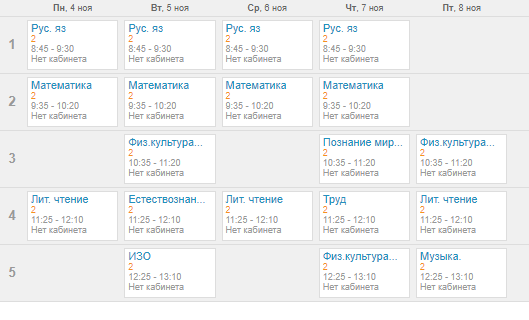 Пн, 4 ноя Вт, 5 ноя Ср, 6 ноя Чт, 7 ноя Пт, 8 ноя
1
Рус. яз Рус. яз Рус. яз Рус. яз
2 2 2 2
8:45 - 9:30 8:45 - 9:30 8:45 - 9:30 8:45 - 9:30
Нет кабинета Нет кабинета Нет кабинета Нет кабинета
2
Математика Математика Математика Математика
2 2 2 2
9:35 - 10:20 9:35 - 10:20 9:35 - 10:20 9:35 - 10:20
Нет кабинета Нет кабинета Нет кабинета Нет кабинета
3
Физ.культура... Познание мир... Физ.культура...
2 2 2
10:35 - 11:20 10:35 - 11:20 10:35 - 11:20
Нет кабинета Нет кабинета Нет кабинета
4
Лит. чтение Естествознан... Лит. чтение Труд Лит. чтение
2 2 2 2 2
11:25 - 12:10 11:25 - 12:10 11:25 - 12:10 11:25 - 12:10 11:25 - 12:10
Нет кабинета Нет кабинета Нет кабинета Нет кабинета Нет кабинета
5
ИЗО Физ.культура... Музыка.
2 2 2
12:25 - 13:10 12:25 - 13:10 12:25 - 13:10
Нет кабинета Нет кабинета Нет кабинета